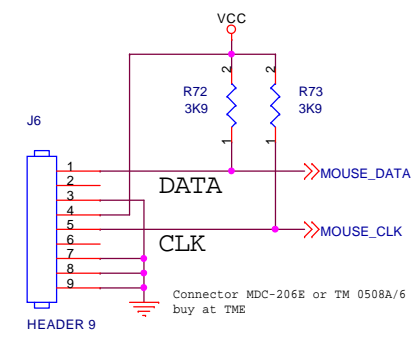 VCC
2
2
R72
3K9
R73
3K9
J6
1
1
1
2
3
4
5
6
7
8
9
DATA
MOUSE_DATA
CLK
MOUSE_CLK
Connector MDC-206E or TM 0508A/6
buy at TME
HEADER 9